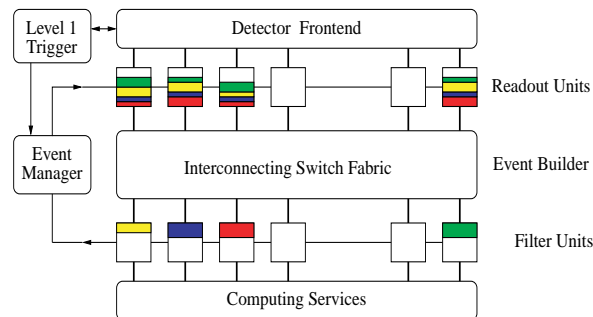 Level 1
Trigger
Detector Frontend
Readout Units
Event
Manager
Interconnecting Switch Fabric
Event Builder
Filter Units
Computing Services